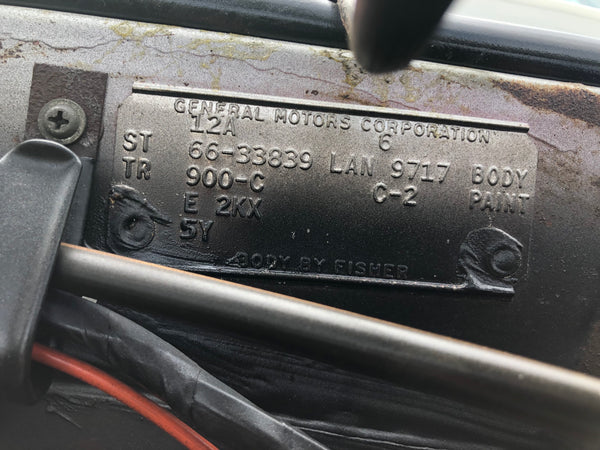 GENERAL MOTORS CORPORATION
12A 6
ST 66-33839 LAN 9717 BODY
TR 900-C C-2 PAINT
E 2KX
5Y
BODY BY FISHER